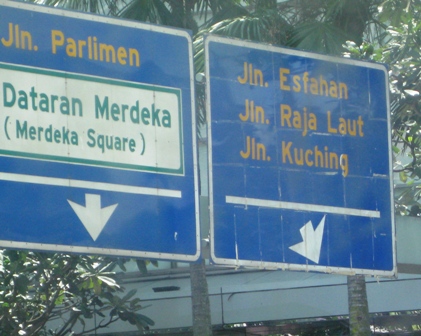 Jln. Parlimen
Dataran Merdeka
( Merdeka Square )
Jln. Esfahan
Jln. Raja Laut
Jln. Kuching